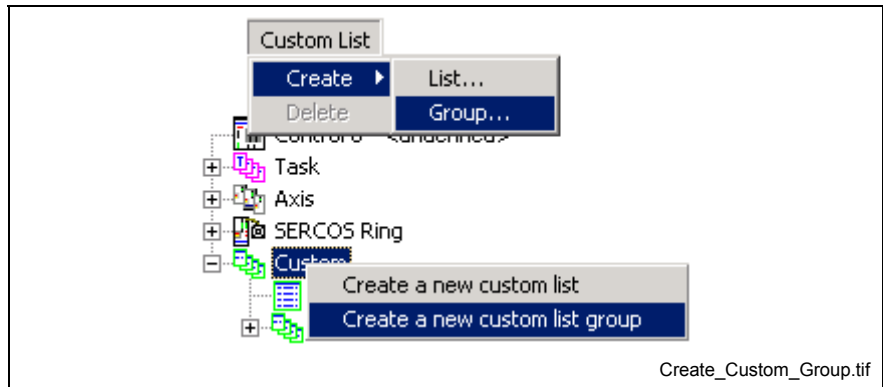 Custom List
Create
List...
Delete
Group...
Task
Axis
SERCOS Ring
Custom
Create a new custom list
Create a new custom list group
Create_Custom_Group.tif